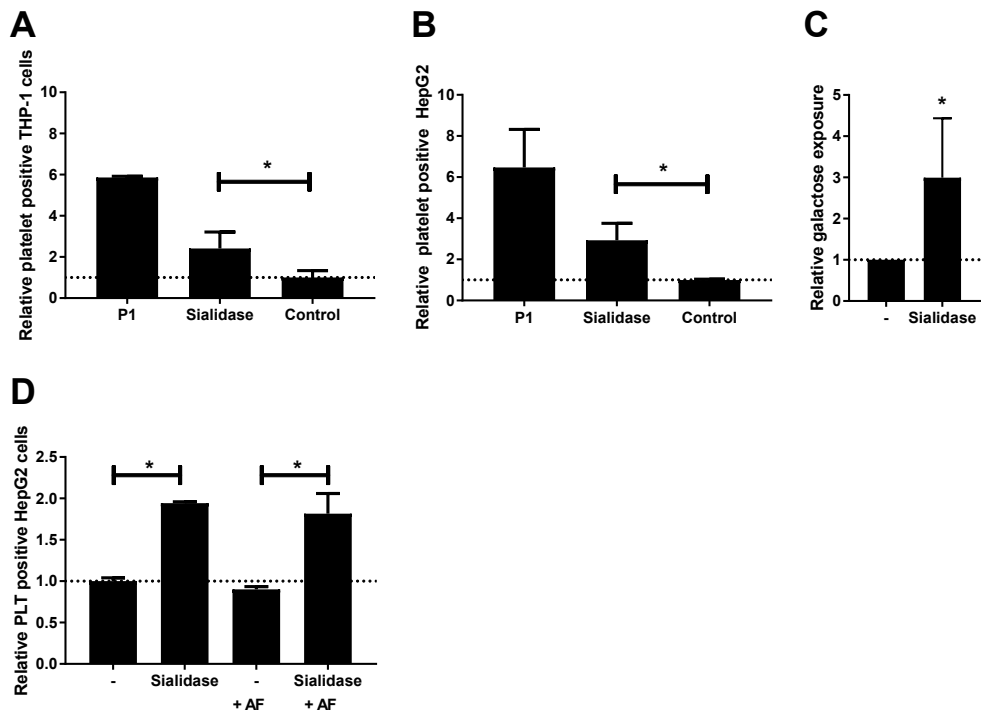 A
Relative platelet positive THP-1 cells
10
8
6
4
2
0
*
P1 Sialidase Control
B
Relative platelet positive HepG2
10
8
6
4
2
0
*
P1 Sialidase Control
C
Relative galactose exposure
5
4
3
2
1
0
*
- Sialidase
D
Relative PLT positive HepG2 cells
2.5
2.0
1.5
1.0
0.5
0.0
* *
- Sialidase - Sialidase
+ AF + AF